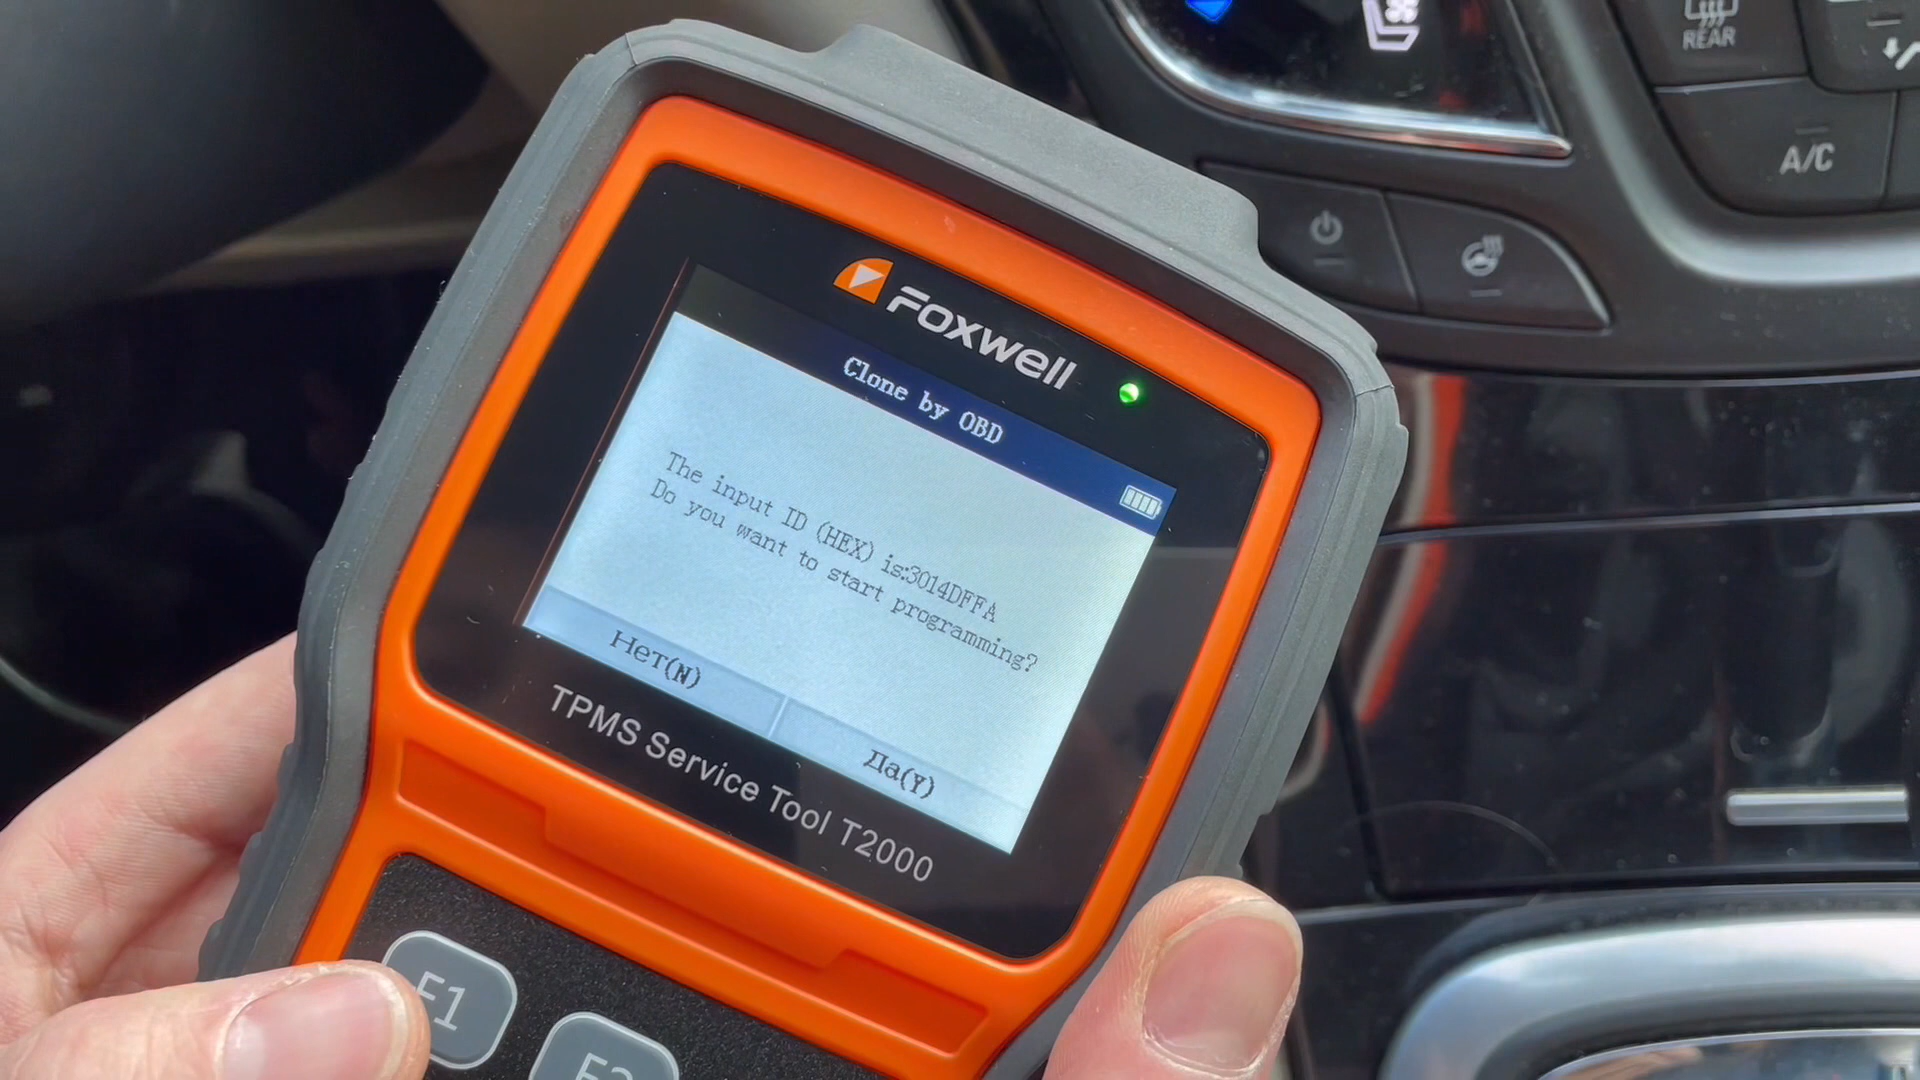 REAR
A/C
Foxwell
Clone by OBD
The input ID (HEX) is:3014DFFA
Do you want to start programming?
Нет(N)
Да(Y)
TPMS Service Tool T2000
F1
F2